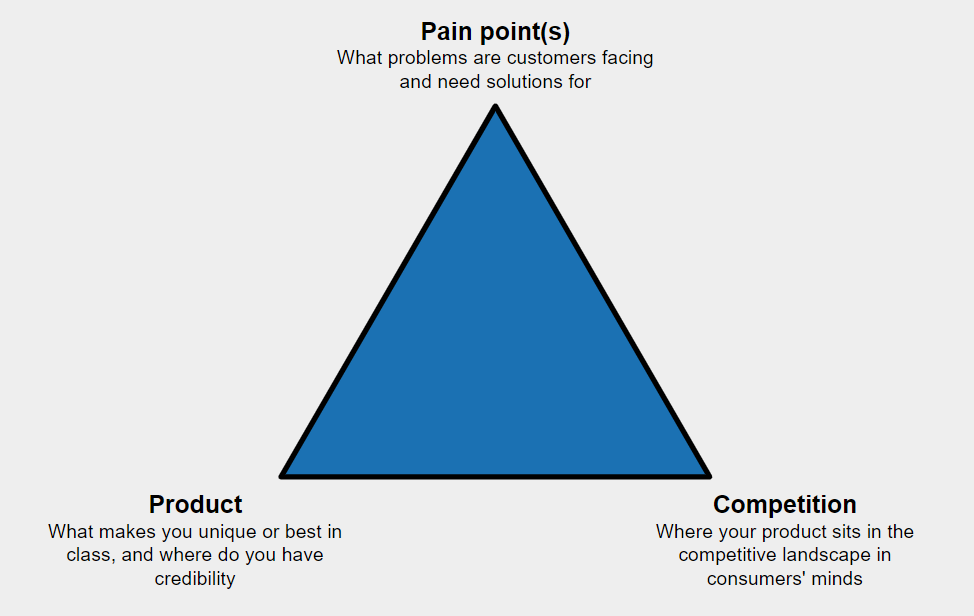 Pain point(s)
What problems are customers facing
and need solutions for
Product
What makes you unique or best in
class, and where do you have
credibility
Competition
Where your product sits in the
competitive landscape in
consumers' minds